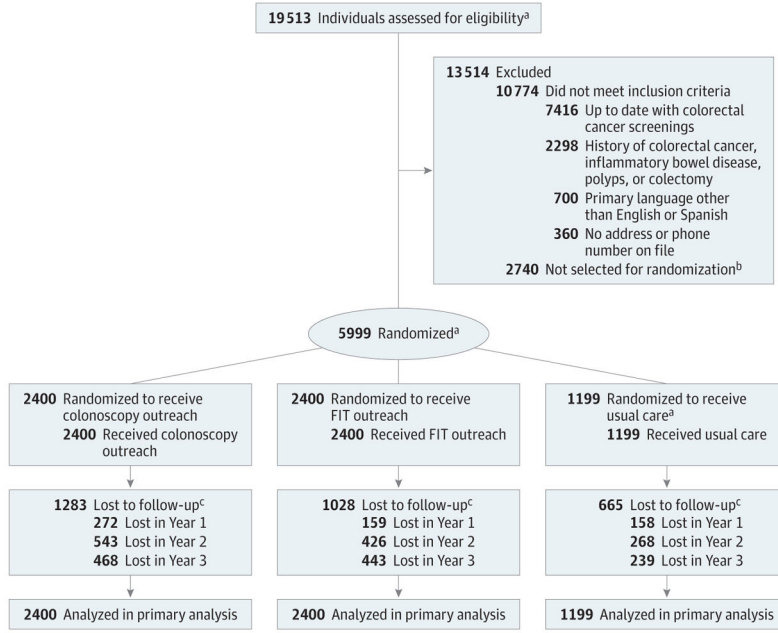 19 513 Individuals assessed for eligibilityᵃ
13 514 Excluded
10 774 Did not meet inclusion criteria
7416 Up to date with colorectal
cancer screenings
2298 History of colorectal cancer,
inflammatory bowel disease,
polyps, or colectomy
700 Primary language other
than English or Spanish
360 No address or phone
number on file
2740 Not selected for randomizationᵇ
5999 Randomizedᵃ
2400 Randomized to receive
colonoscopy outreach
2400 Received colonoscopy
outreach
2400 Randomized to receive
FIT outreach
2400 Received FIT outreach
1199 Randomized to receive
usual careᵃ
1199 Received usual care
1283 Lost to follow-upᶜ
272 Lost in Year 1
543 Lost in Year 2
468 Lost in Year 3
1028 Lost to follow-upᶜ
159 Lost in Year 1
426 Lost in Year 2
443 Lost in Year 3
665 Lost to follow-upᶜ
158 Lost in Year 1
268 Lost in Year 2
239 Lost in Year 3
2400 Analyzed in primary analysis
2400 Analyzed in primary analysis
1199 Analyzed in primary analysis